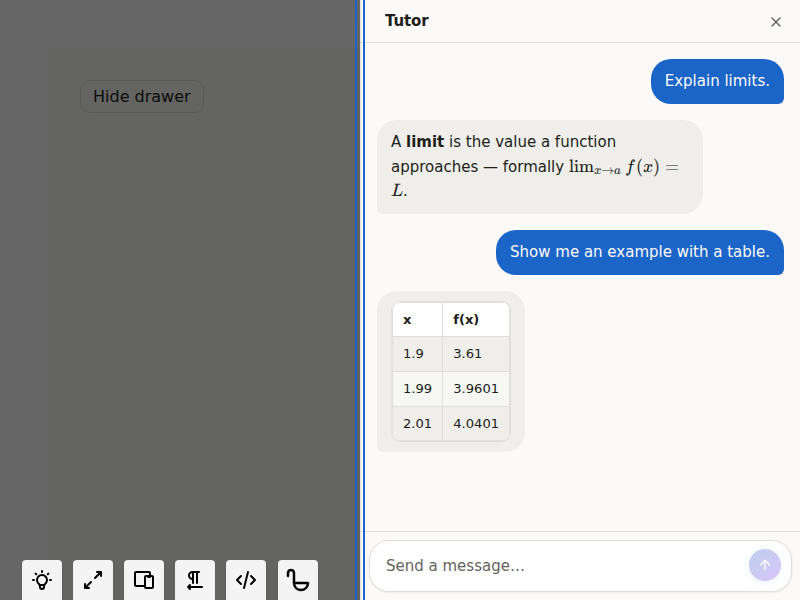 Hide drawer
Tutor
Explain limits.
A limit is the value a function
approaches — formally lim_{x→a} f(x) =
L.
Show me an example with a table.
x f(x)
1.9 3.61
1.99 3.9601
2.01 4.0401
Send a message…